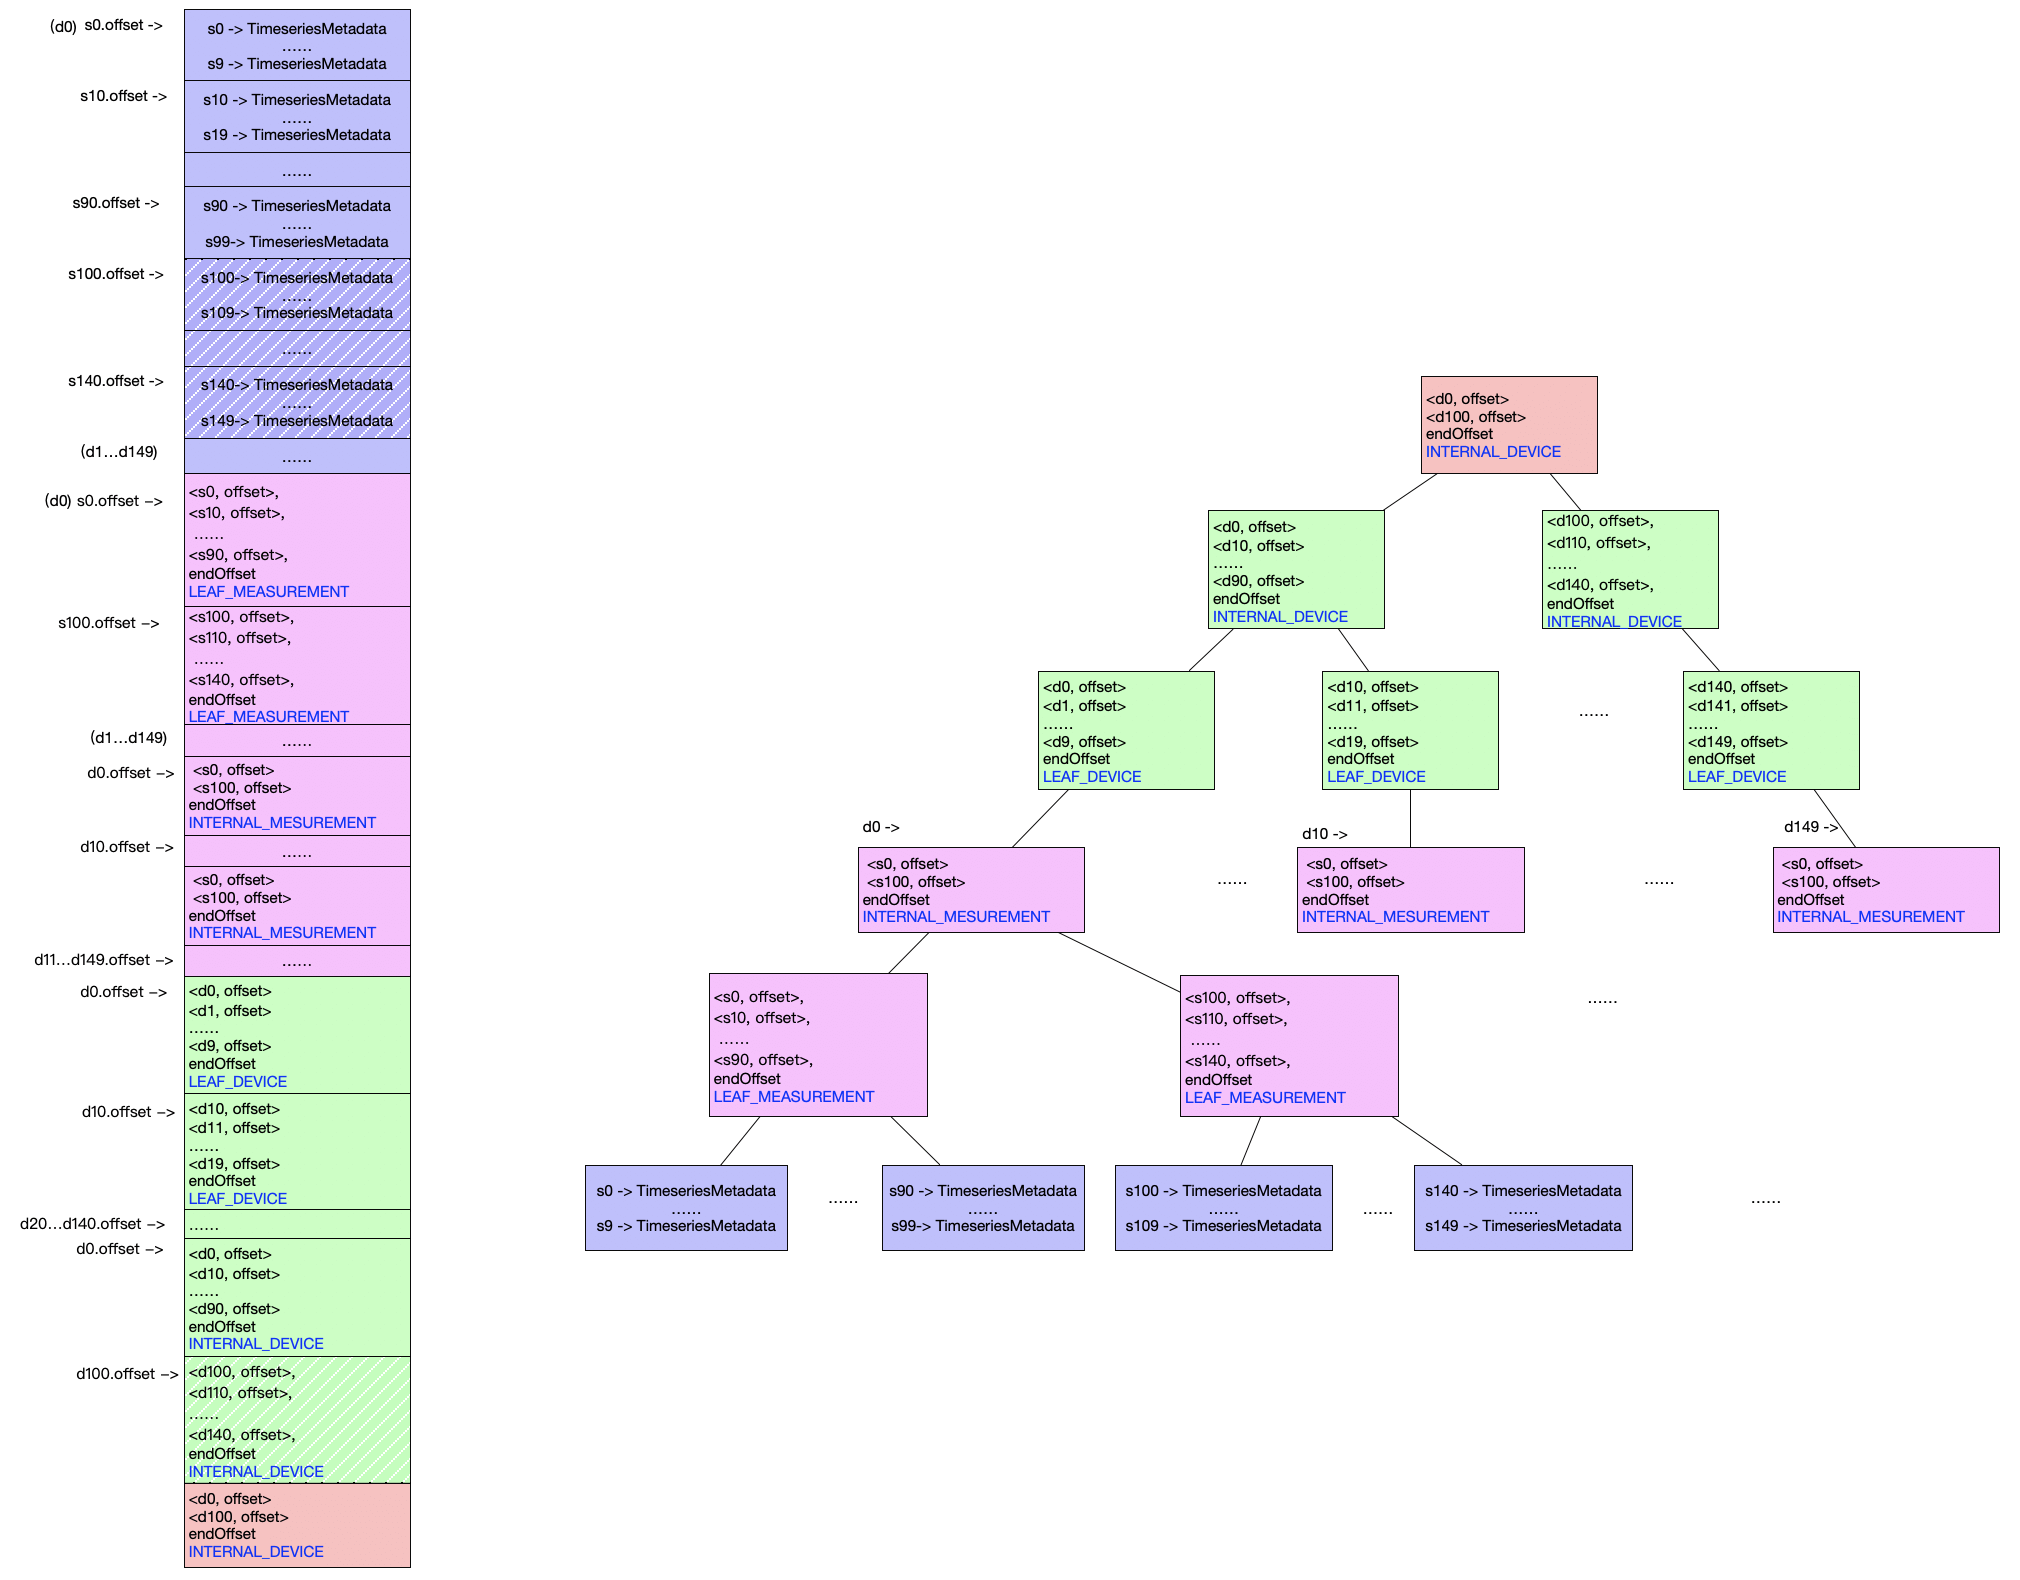 (d0) s0.offset ->
s0 -> TimeseriesMetadata
......
s9 -> TimeseriesMetadata
s10.offset ->
s10 -> TimeseriesMetadata
......
s19 -> TimeseriesMetadata
......
s90.offset ->
s90 -> TimeseriesMetadata
......
s99-> TimeseriesMetadata
s100.offset ->
s100-> TimeseriesMetadata
......
s109-> TimeseriesMetadata
......
s140.offset ->
s140-> TimeseriesMetadata
......
s149-> TimeseriesMetadata
(d1...d149)
......
(d0) s0.offset –>
<s0, offset>,
<s10, offset>,
......
<s90, offset>,
endOffset
LEAF_MEASUREMENT
s100.offset –>
<s100, offset>,
<s110, offset>,
......
<s140, offset>,
endOffset
LEAF_MEASUREMENT
(d1...d149)
......
d0.offset –>
<s0, offset>
<s100, offset>
endOffset
INTERNAL_MESUREMENT
d10.offset –>
......
<s0, offset>
<s100, offset>
endOffset
INTERNAL_MESUREMENT
d11...d149.offset –>
......
d0.offset –>
<d0, offset>
<d1, offset>
......
<d9, offset>
endOffset
LEAF_DEVICE
d10.offset –>
<d10, offset>
<d11, offset>
......
<d19, offset>
endOffset
LEAF_DEVICE
d20...d140.offset –>
......
d0.offset –>
<d0, offset>
<d10, offset>
......
<d90, offset>
endOffset
INTERNAL_DEVICE
d100.offset –>
<d100, offset>,
<d110, offset>,
......
<d140, offset>,
endOffset
INTERNAL_DEVICE
<d0, offset>
<d100, offset>
endOffset
INTERNAL_DEVICE
<d0, offset>
<d100, offset>
endOffset
INTERNAL_DEVICE
<d0, offset>
<d10, offset>
......
<d90, offset>
endOffset
INTERNAL_DEVICE
<d100, offset>,
<d110, offset>,
......
<d140, offset>,
endOffset
INTERNAL_DEVICE
<d0, offset>
<d1, offset>
......
<d9, offset>
endOffset
LEAF_DEVICE
<d10, offset>
<d11, offset>
......
<d19, offset>
endOffset
LEAF_DEVICE
......
<d140, offset>
<d141, offset>
......
<d149, offset>
endOffset
LEAF_DEVICE
d0 ->
<s0, offset>
<s100, offset>
endOffset
INTERNAL_MESUREMENT
......
d10 ->
<s0, offset>
<s100, offset>
endOffset
INTERNAL_MESUREMENT
......
d149 ->
<s0, offset>
<s100, offset>
endOffset
INTERNAL_MESUREMENT
<s0, offset>,
<s10, offset>,
......
<s90, offset>,
endOffset
LEAF_MEASUREMENT
<s100, offset>,
<s110, offset>,
......
<s140, offset>,
endOffset
LEAF_MEASUREMENT
......
s0 -> TimeseriesMetadata
......
s9 -> TimeseriesMetadata
......
s90 -> TimeseriesMetadata
......
s99-> TimeseriesMetadata
s100 -> TimeseriesMetadata
......
s109 -> TimeseriesMetadata
......
s140 -> TimeseriesMetadata
......
s149 -> TimeseriesMetadata
......